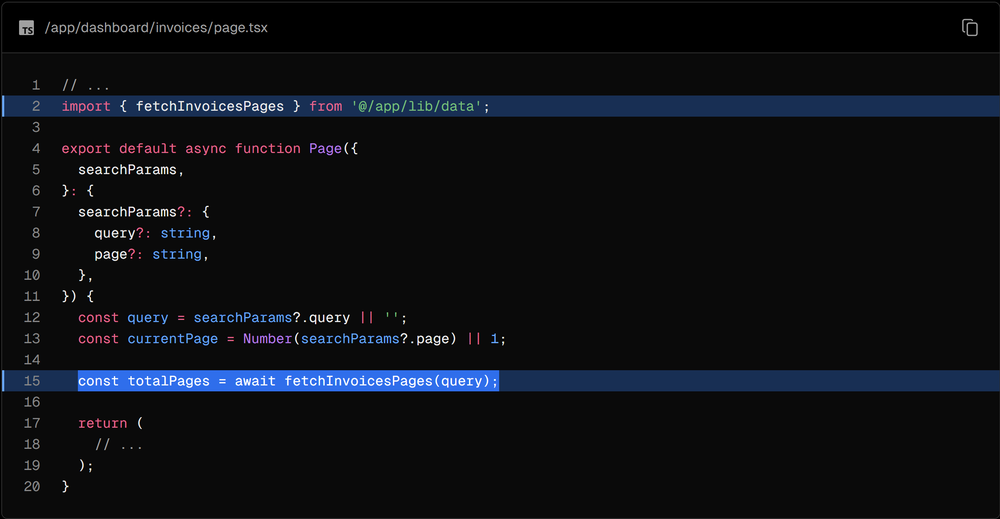 TS /app/dashboard/invoices/page.tsx
1 // ...
2 import { fetchInvoicesPages } from '@/app/lib/data';
3
4 export default async function Page({
5   searchParams,
6 }: {
7   searchParams?: {
8     query?: string,
9     page?: string,
10   },
11 }) {
12   const query = searchParams?.query || '';
13   const currentPage = Number(searchParams?.page) || 1;
14
15   const totalPages = await fetchInvoicesPages(query);
16
17   return (
18     // ...
19   );
20 }